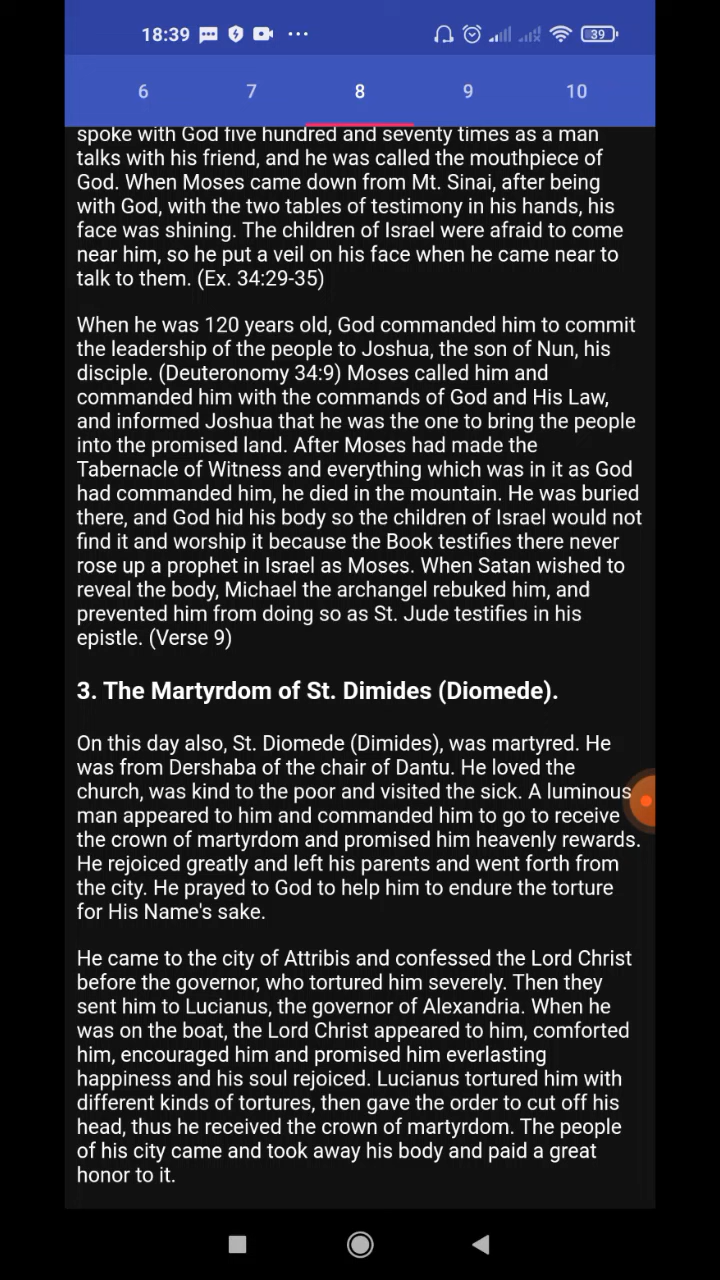 18:39
39
6 7 8 9 10
spoke with God five hundred and seventy times as a man
talks with his friend, and he was called the mouthpiece of
God. When Moses came down from Mt. Sinai, after being
with God, with the two tables of testimony in his hands, his
face was shining. The children of Israel were afraid to come
near him, so he put a veil on his face when he came near to
talk to them. (Ex. 34:29-35)
When he was 120 years old, God commanded him to commit
the leadership of the people to Joshua, the son of Nun, his
disciple. (Deuteronomy 34:9) Moses called him and
commanded him with the commands of God and His Law,
and informed Joshua that he was the one to bring the people
into the promised land. After Moses had made the
Tabernacle of Witness and everything which was in it as God
had commanded him, he died in the mountain. He was buried
there, and God hid his body so the children of Israel would not
find it and worship it because the Book testifies there never
rose up a prophet in Israel as Moses. When Satan wished to
reveal the body, Michael the archangel rebuked him, and
prevented him from doing so as St. Jude testifies in his
epistle. (Verse 9)
3. The Martyrdom of St. Dimides (Diomede).
On this day also, St. Diomede (Dimides), was martyred. He
was from Dershaba of the chair of Dantu. He loved the
church, was kind to the poor and visited the sick. A luminous
man appeared to him and commanded him to go to receive
the crown of martyrdom and promised him heavenly rewards.
He rejoiced greatly and left his parents and went forth from
the city. He prayed to God to help him to endure the torture
for His Name's sake.
He came to the city of Attribis and confessed the Lord Christ
before the governor, who tortured him severely. Then they
sent him to Lucianus, the governor of Alexandria. When he
was on the boat, the Lord Christ appeared to him, comforted
him, encouraged him and promised him everlasting
happiness and his soul rejoiced. Lucianus tortured him with
different kinds of tortures, then gave the order to cut off his
head, thus he received the crown of martyrdom. The people
of his city came and took away his body and paid a great
honor to it.